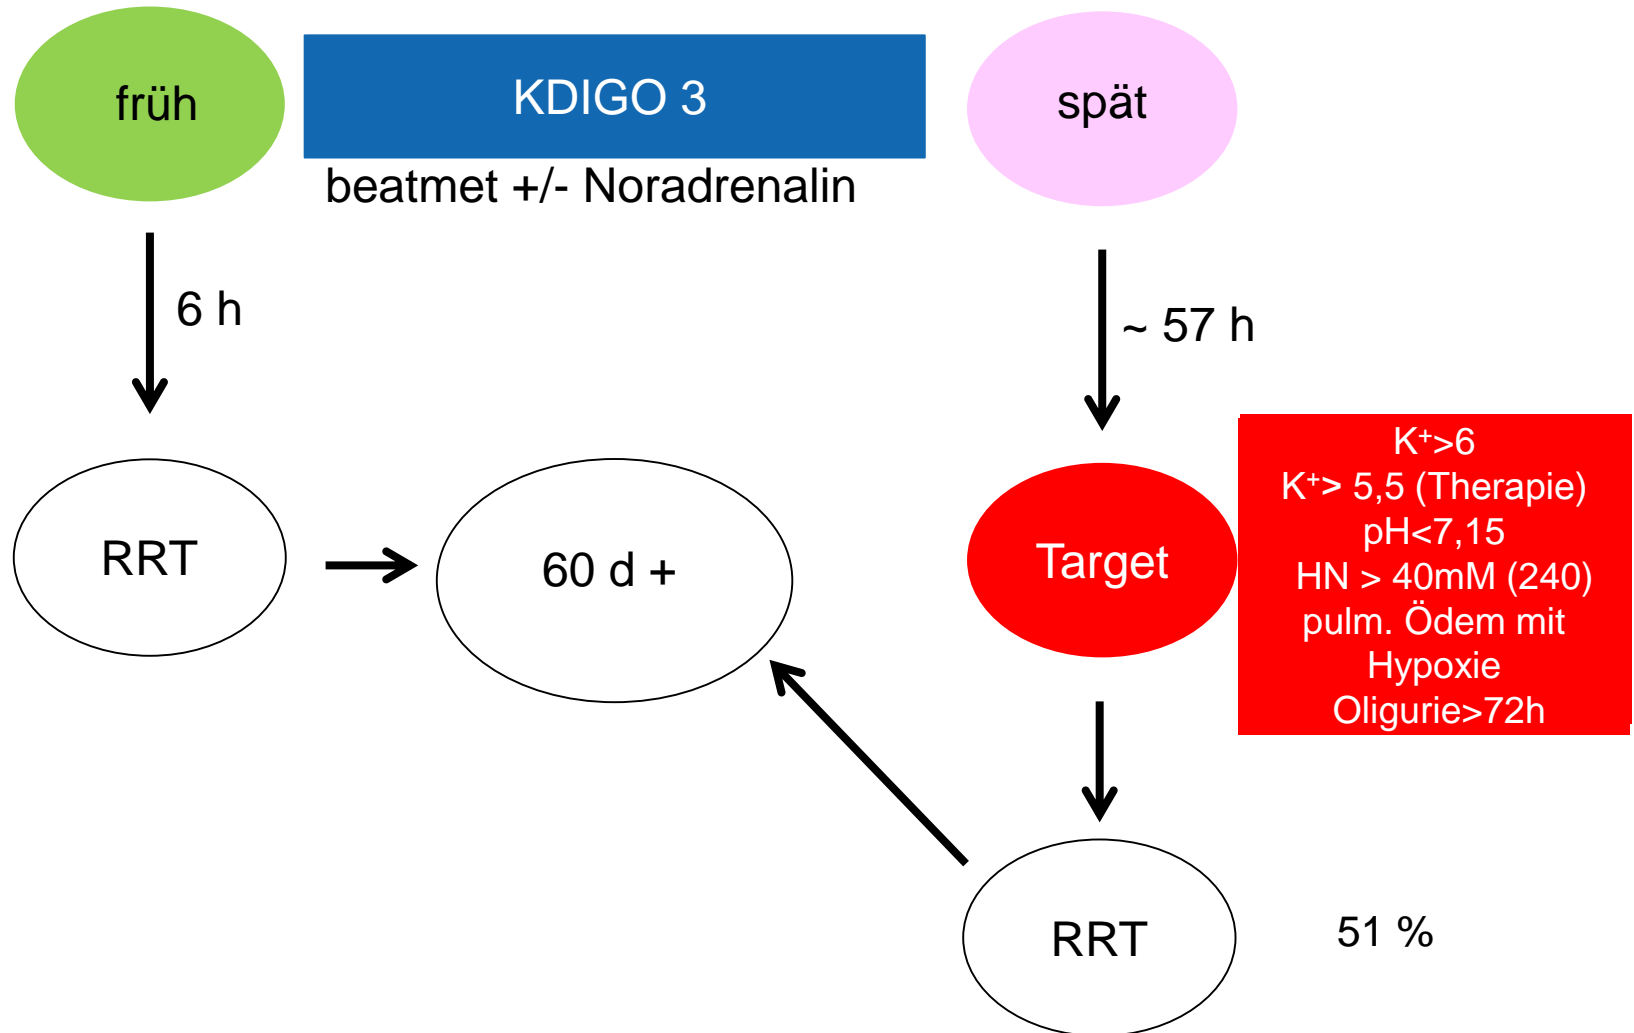 früh
KDIGO 3
spät
beatmet +/- Noradrenalin
6 h
~ 57 h
RRT
60 d +
Target
K⁺>6
K⁺> 5,5 (Therapie)
pH<7,15
HN > 40mM (240)
pulm. Ödem mit
Hypoxie
Oligurie>72h
RRT
51 %